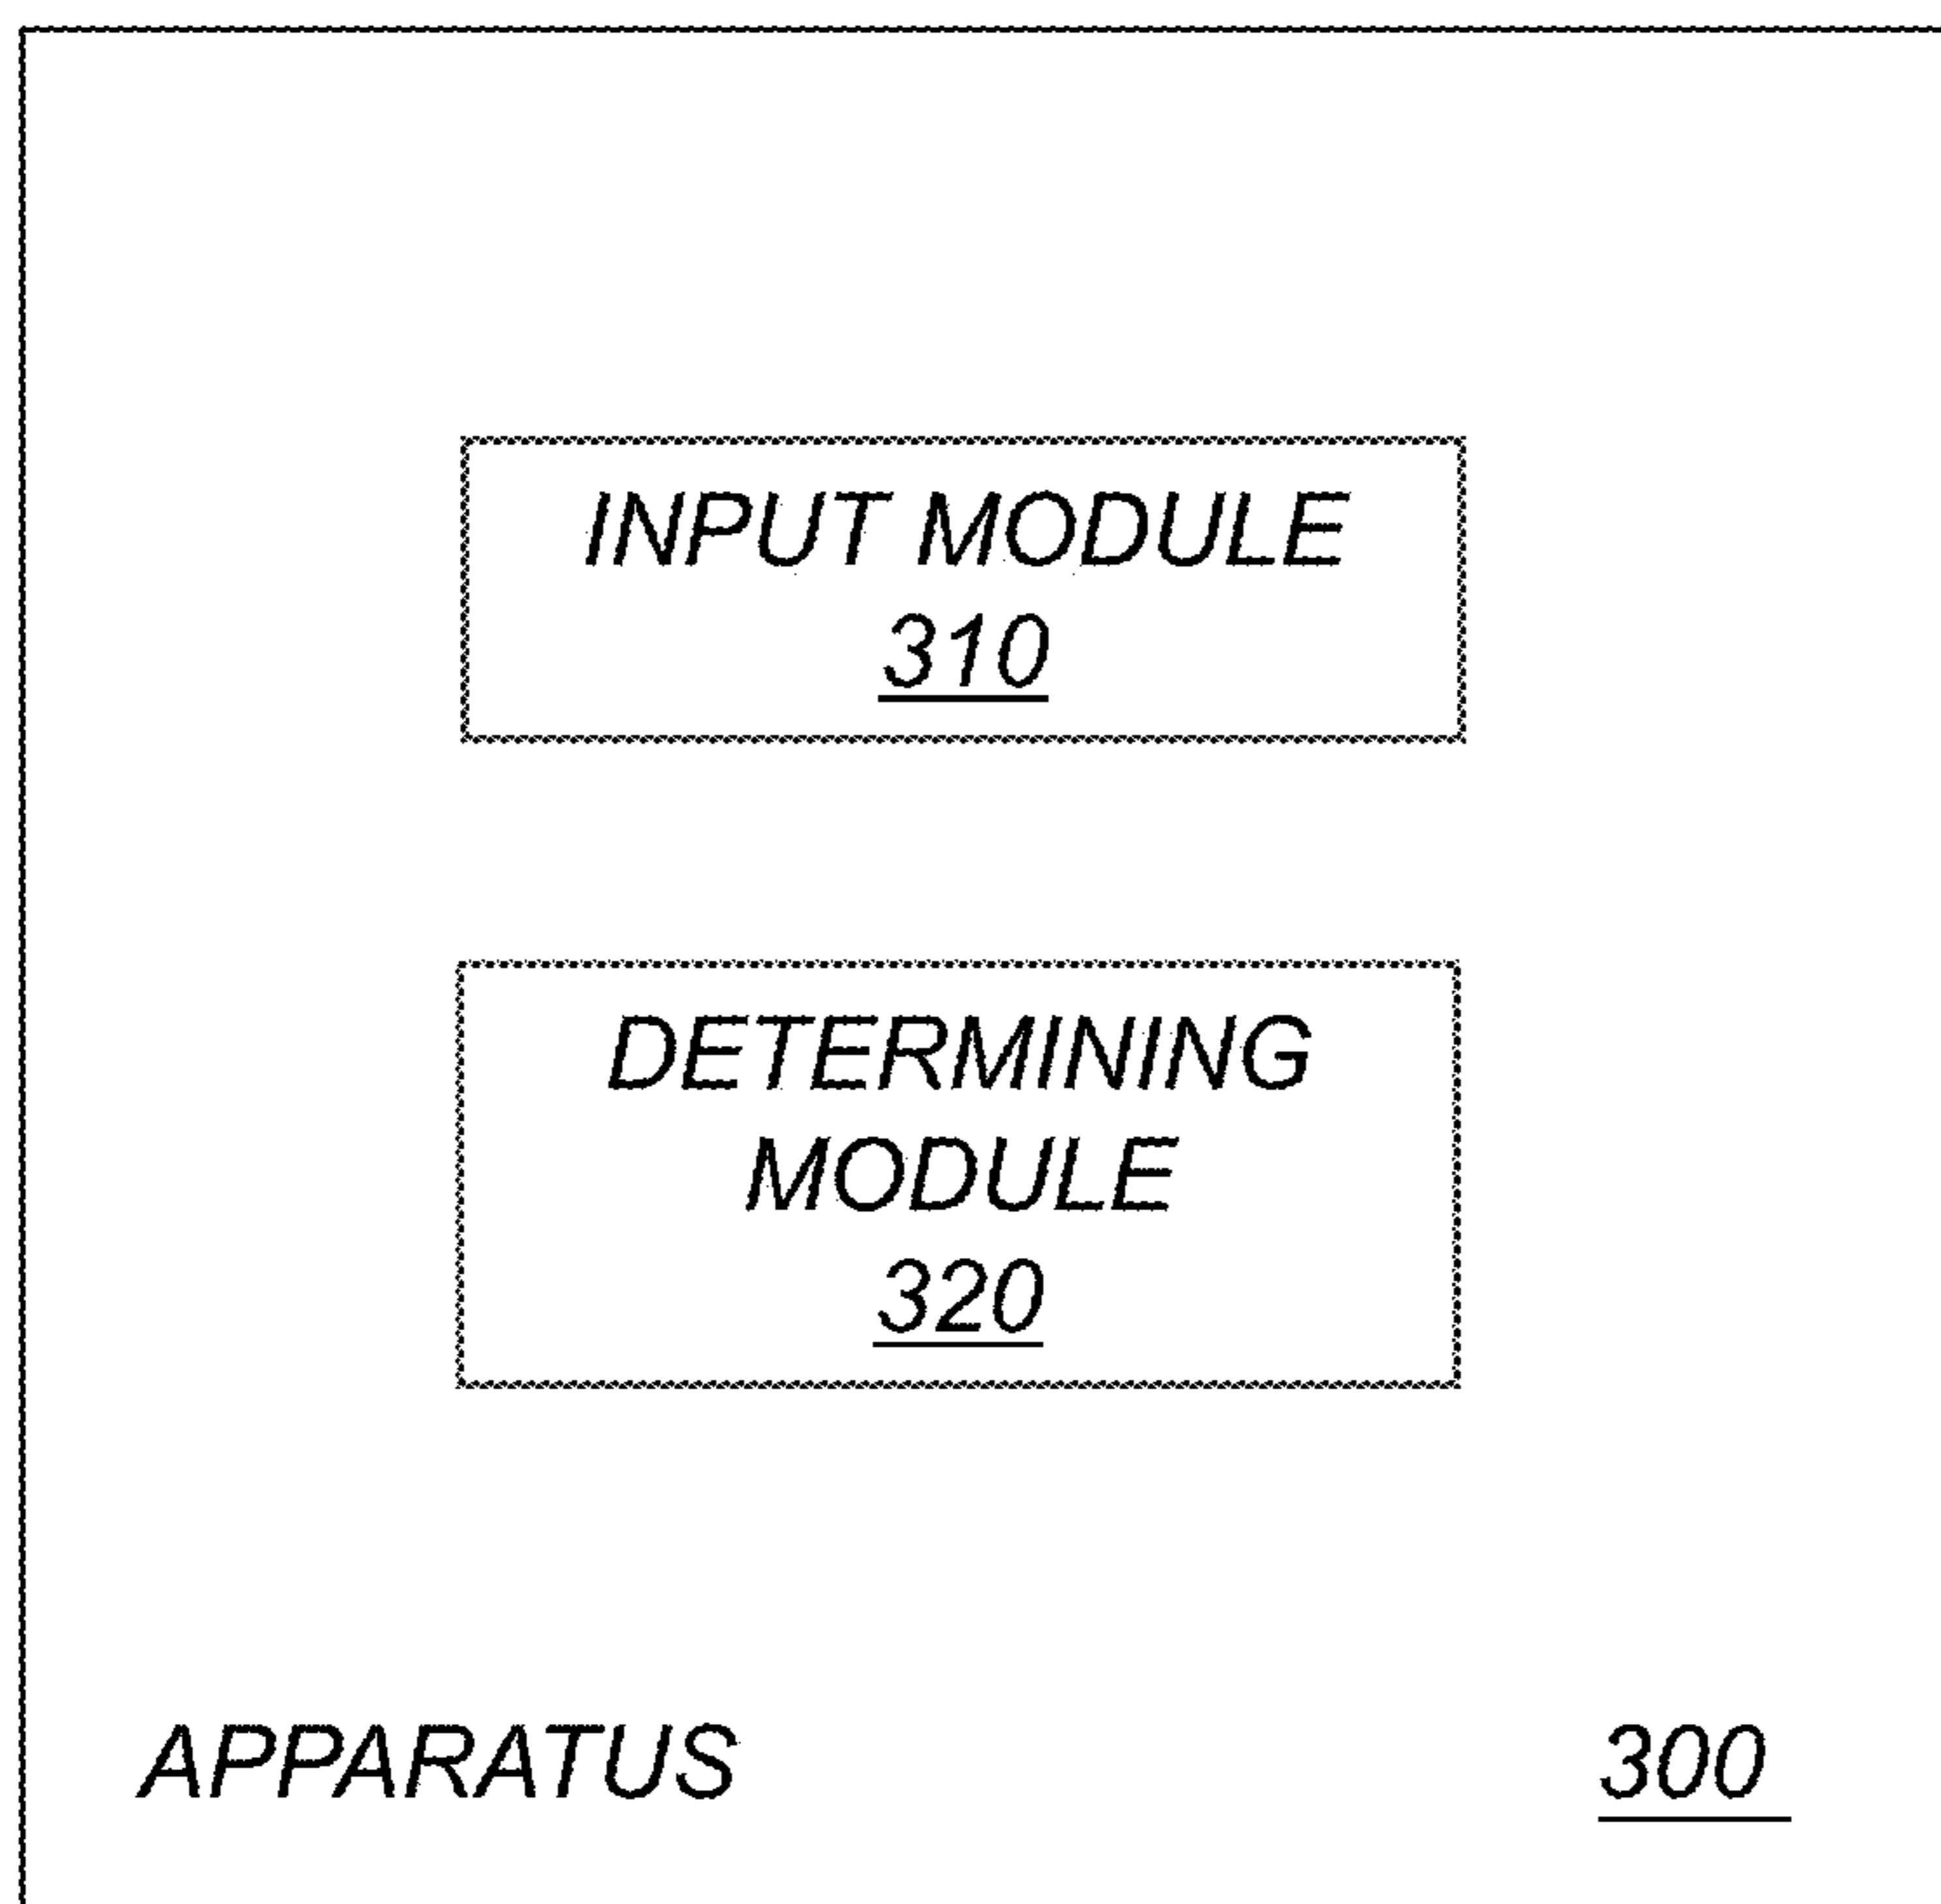 INPUT MODULE
310
DETERMINING
MODULE
320
APPARATUS 300